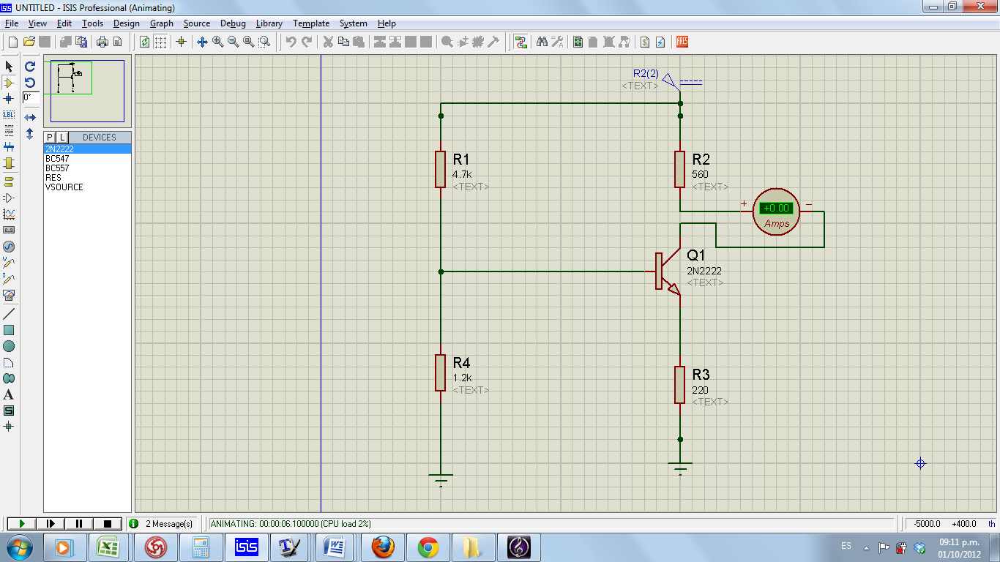 UNTITLED - ISIS Professional (Animating)
File View Edit Tools Design Graph Source Debug Library Template System Help
ARES
0°
LBL
A
S
P L DEVICES
2N2222
BC547
BC557
RES
VSOURCE
R2(2)
<TEXT>
R1
4.7k
<TEXT>
R2
560
<TEXT>
+ −
+0.00
Amps
Q1
2N2222
<TEXT>
R4
1.2k
<TEXT>
R3
220
<TEXT>
2 Message(s)
ANIMATING: 00:00:06.100000 (CPU load 2%)
-5000.0 +400.0 th
isis
ES
09:11 p.m.
01/10/2012